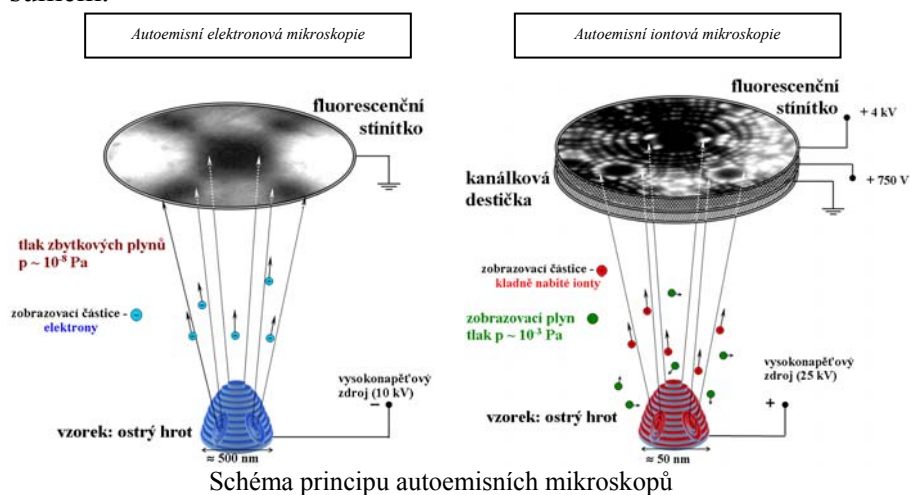 Autoemisní elektronová mikroskopie
Autoemisní iontová mikroskopie
fluorescenční
stínítko
tlak zbytkových plynů
p ~ 10⁻⁸ Pa
zobrazovací částice -
elektrony
vysokonapěťový
zdroj (10 kV)
−
vzorek: ostrý hrot
≈ 500 nm
fluorescenční
stínítko
+ 4 kV
+ 750 V
kanálková
destička
zobrazovací částice -
kladně nabité ionty
zobrazovací plyn
tlak p ~ 10⁻³ Pa
vysokonapěťový
zdroj (25 kV)
+
vzorek: ostrý hrot
≈ 50 nm
Schéma principu autoemisních mikroskopů